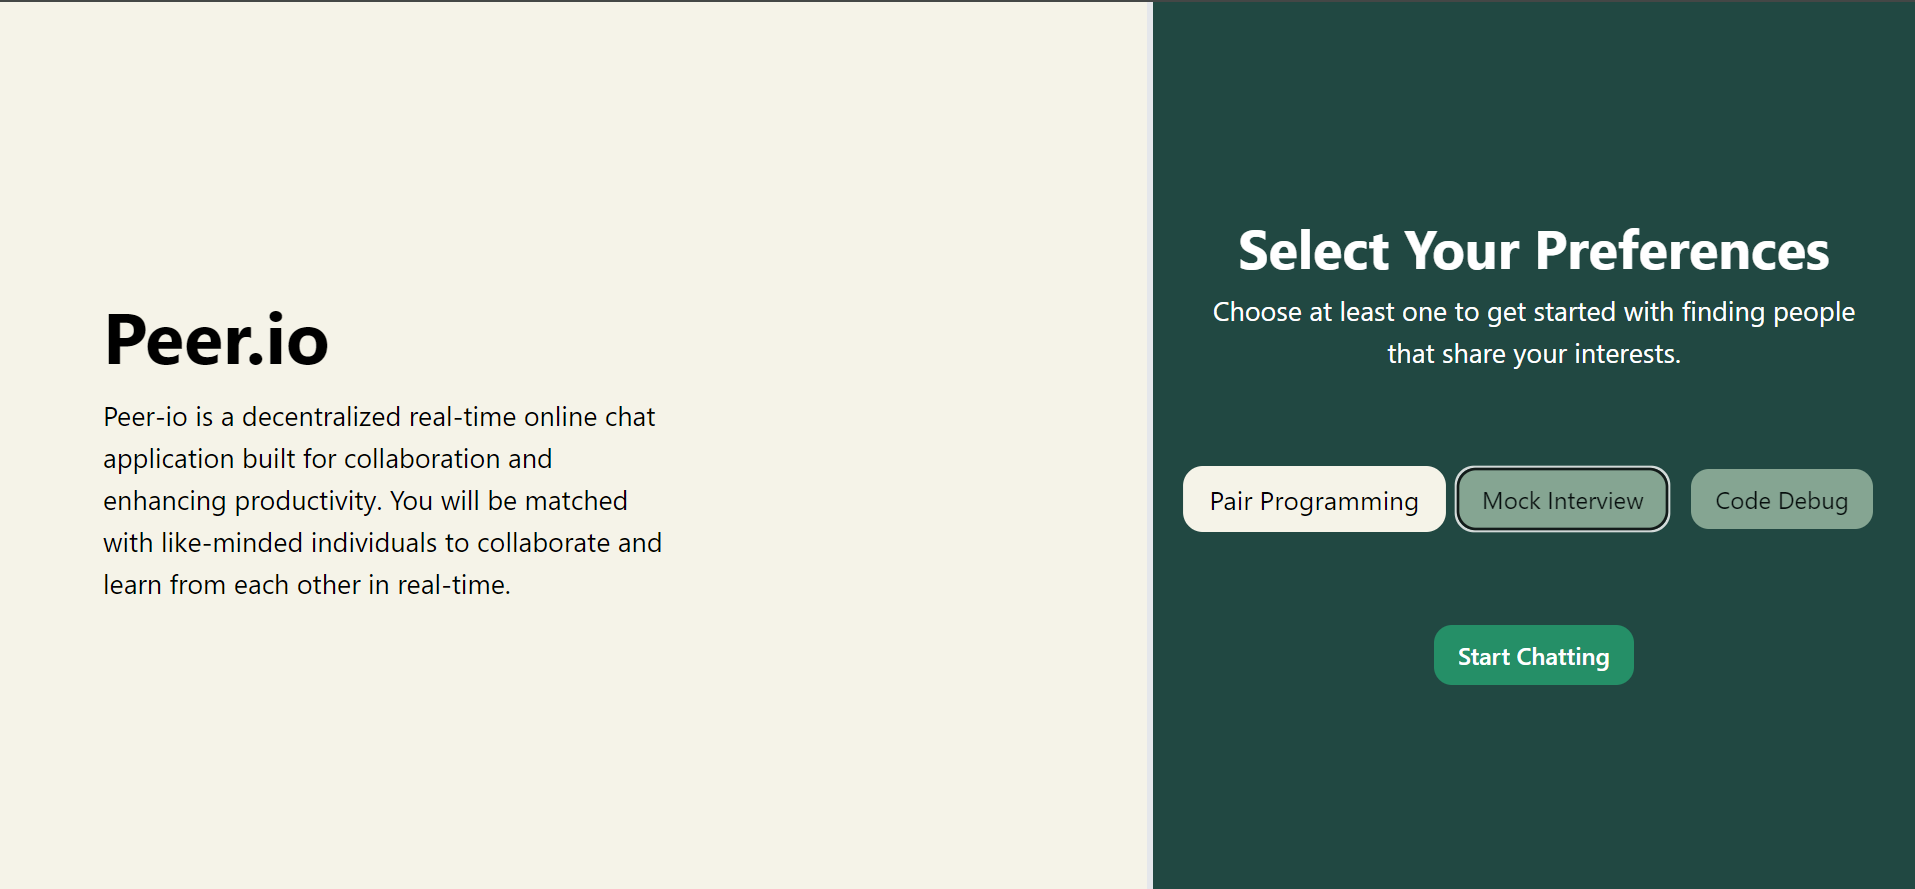 Peer.io
Peer-io is a decentralized real-time online chat
application built for collaboration and
enhancing productivity. You will be matched
with like-minded individuals to collaborate and
learn from each other in real-time.
Select Your Preferences
Choose at least one to get started with finding people
that share your interests.
Pair Programming
Mock Interview
Code Debug
Start Chatting